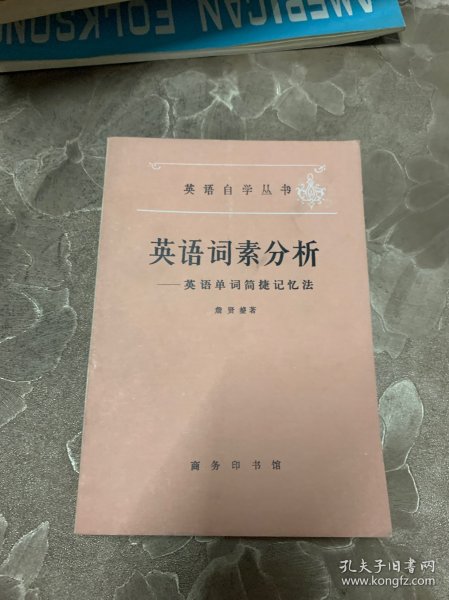 AMERICAN FOLKSON
英语自学丛书
英语词素分析
——英语单词简捷记忆法
詹贤鋆著
商务印书馆
孔夫子旧书网
www.kongfz.com